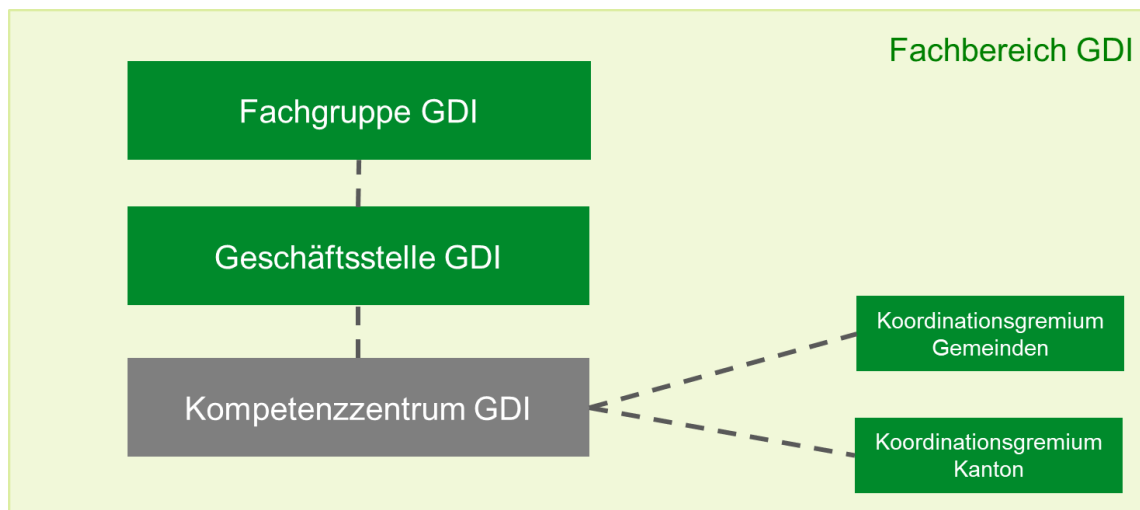 Fachbereich GDI
Fachgruppe GDI
Geschäftsstelle GDI
Kompetenzzentrum GDI
Koordinationsgremium
Gemeinden
Koordinationsgremium
Kanton